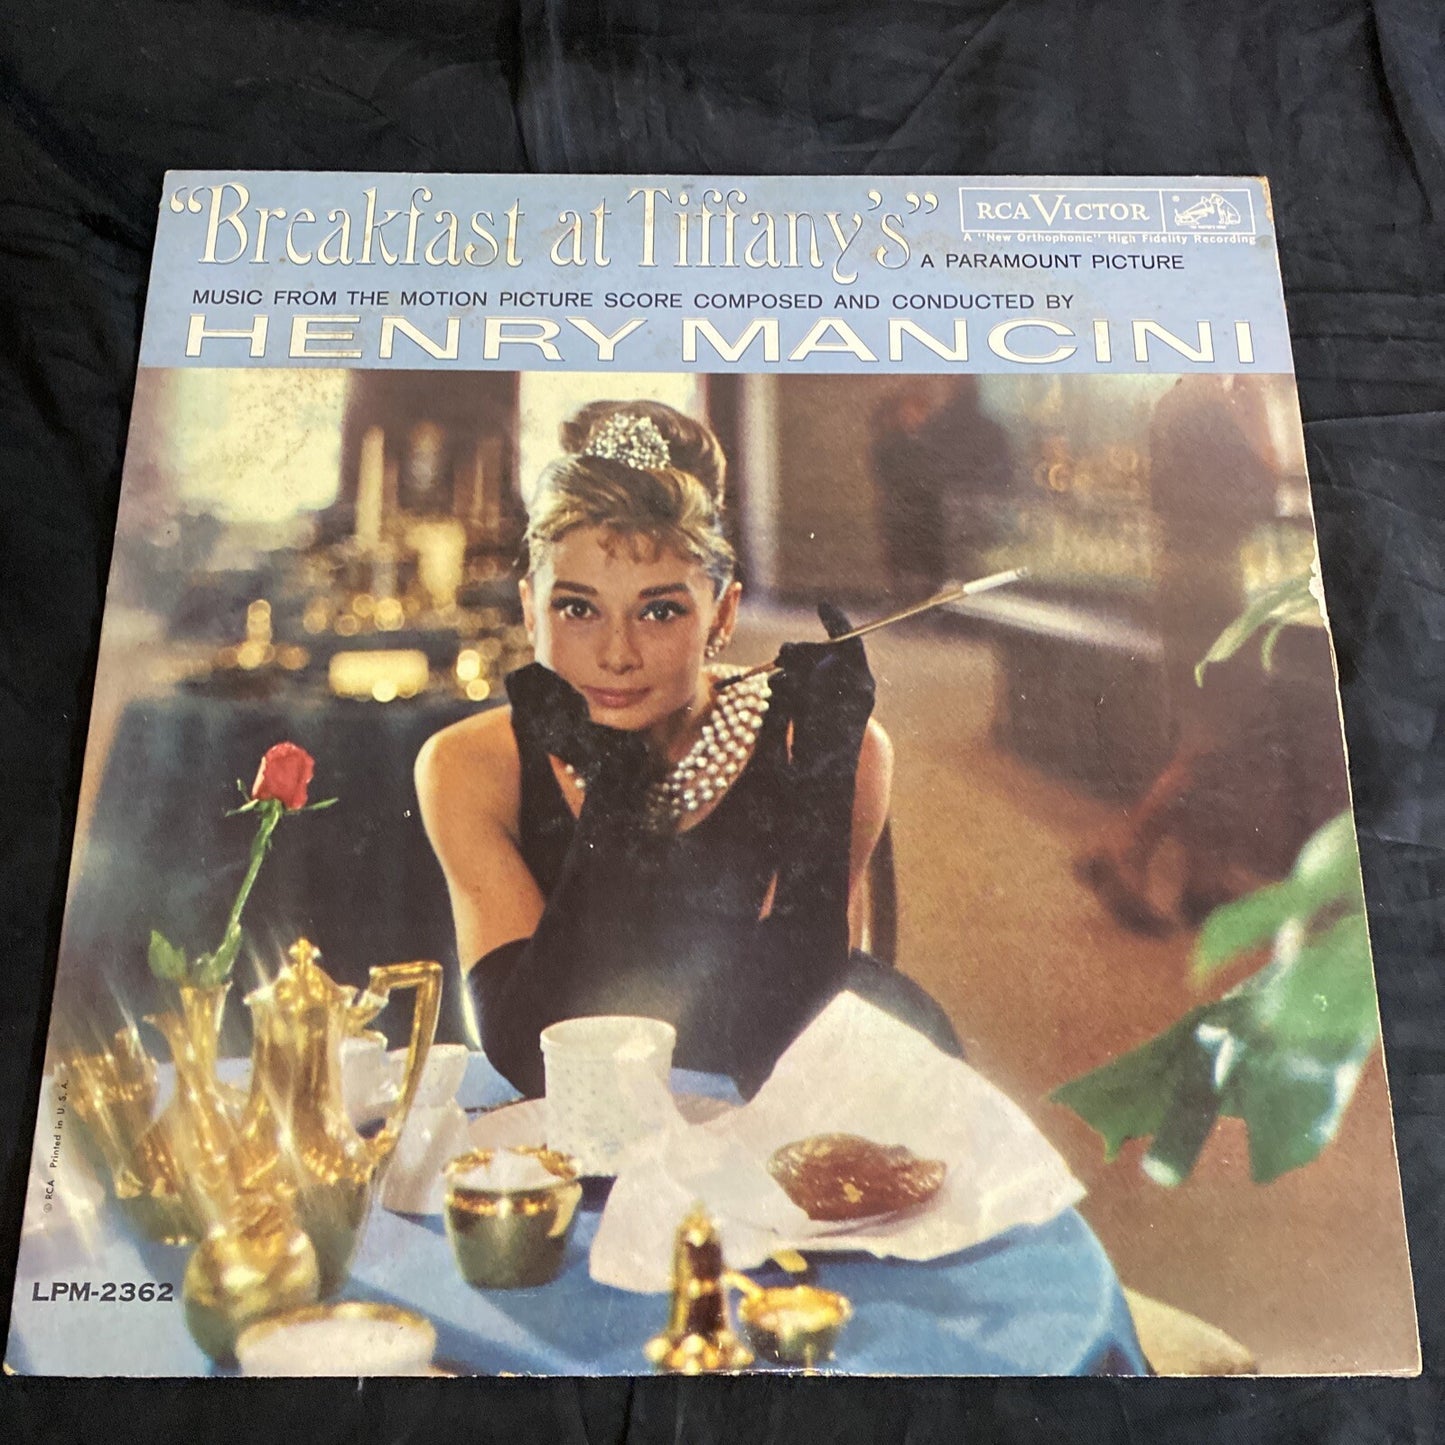 "Breakfast at Tiffany's"
RCA VICTOR
®
A "New Orthophonic" High Fidelity Recording
A PARAMOUNT PICTURE
MUSIC FROM THE MOTION PICTURE SCORE COMPOSED AND CONDUCTED BY
HENRY MANCINI
© RCA Printed in U.S.A.
LPM-2362